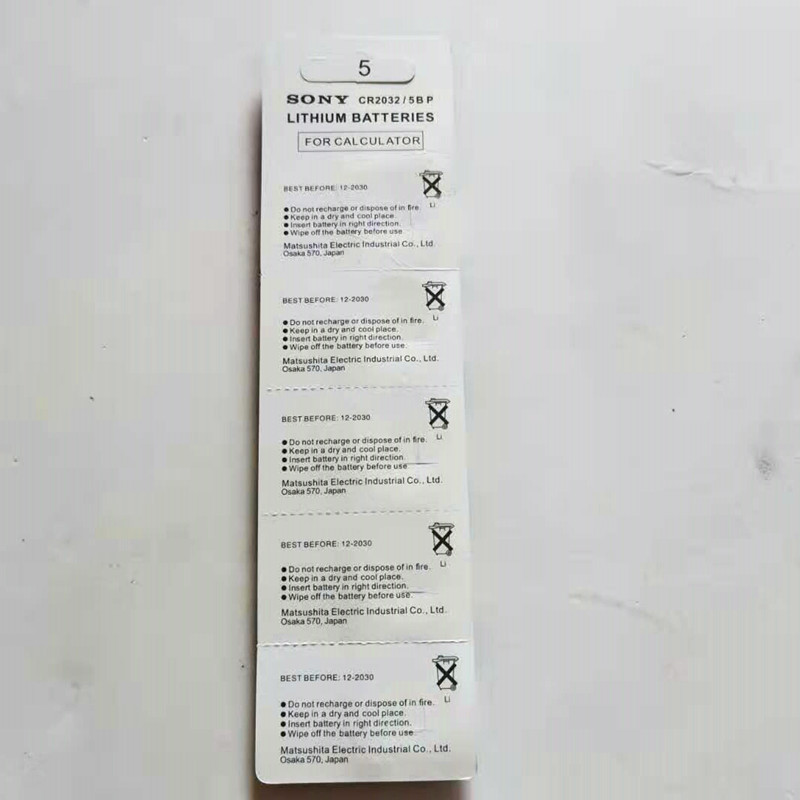 5
SONY CR2032/5BP
LITHIUM BATTERIES
FOR CALCULATOR
BEST BEFORE: 12-2030
Li
● Do not recharge or dispose of in fire.
● Keep in a dry and cool place.
● Insert battery in right direction.
● Wipe off the battery before use.
Matsushita Electric Industrial Co., Ltd.
Osaka 570, Japan
BEST BEFORE: 12-2030
Li
● Do not recharge or dispose of in fire.
● Keep in a dry and cool place.
● Insert battery in right direction.
● Wipe off the battery before use.
Matsushita Electric Industrial Co., Ltd.
Osaka 570, Japan
BEST BEFORE: 12-2030
Li
● Do not recharge or dispose of in fire.
● Keep in a dry and cool place.
● Insert battery in right direction.
● Wipe off the battery before use
Matsushita Electric Industrial Co., Ltd.
Osaka 570, Japan
BEST BEFORE: 12-2030
Li
● Do not recharge or dispose of in fire.
● Keep in a dry and cool place.
● Insert battery in right direction.
● Wipe off the battery before use.
Matsushita Electric Industrial Co., Ltd.
Osaka 570, Japan
BEST BEFORE: 12-2030
Li
● Do not recharge or dispose of in fire.
● Keep in a dry and cool place.
● Insert battery in right direction.
● Wipe off the battery before use.
Matsushita Electric Industrial Co., Ltd.
Osaka 570, Japan